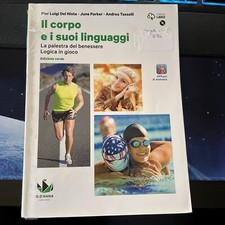 Pier Luigi Del Nista - June Parker - Andrea Tasselli
Il corpo
e i suoi linguaggi
La palestra del benessere
Logica in gioco
Edizione verde
G. D'ANNA